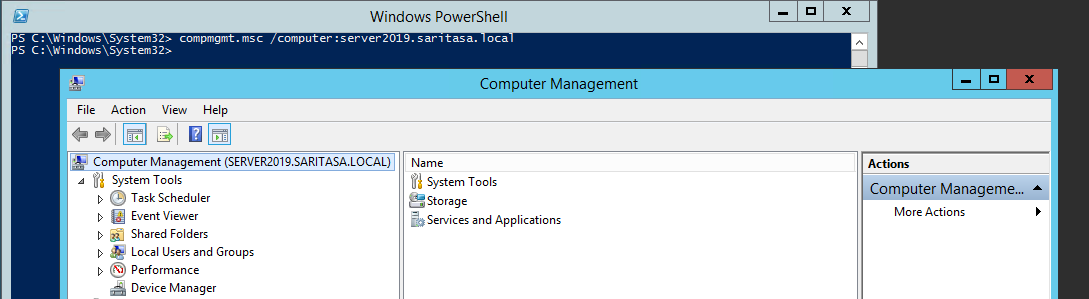 Windows PowerShell
PS C:\Windows\System32> compmgmt.msc /computer:server2019.saritasa.local
PS C:\Windows\System32>
Computer Management
File Action View Help
Computer Management (SERVER2019.SARITASA.LOCAL)
System Tools
Task Scheduler
Event Viewer
Shared Folders
Local Users and Groups
Performance
Device Manager
Name
System Tools
Storage
Services and Applications
Actions
Computer Manageme...
More Actions